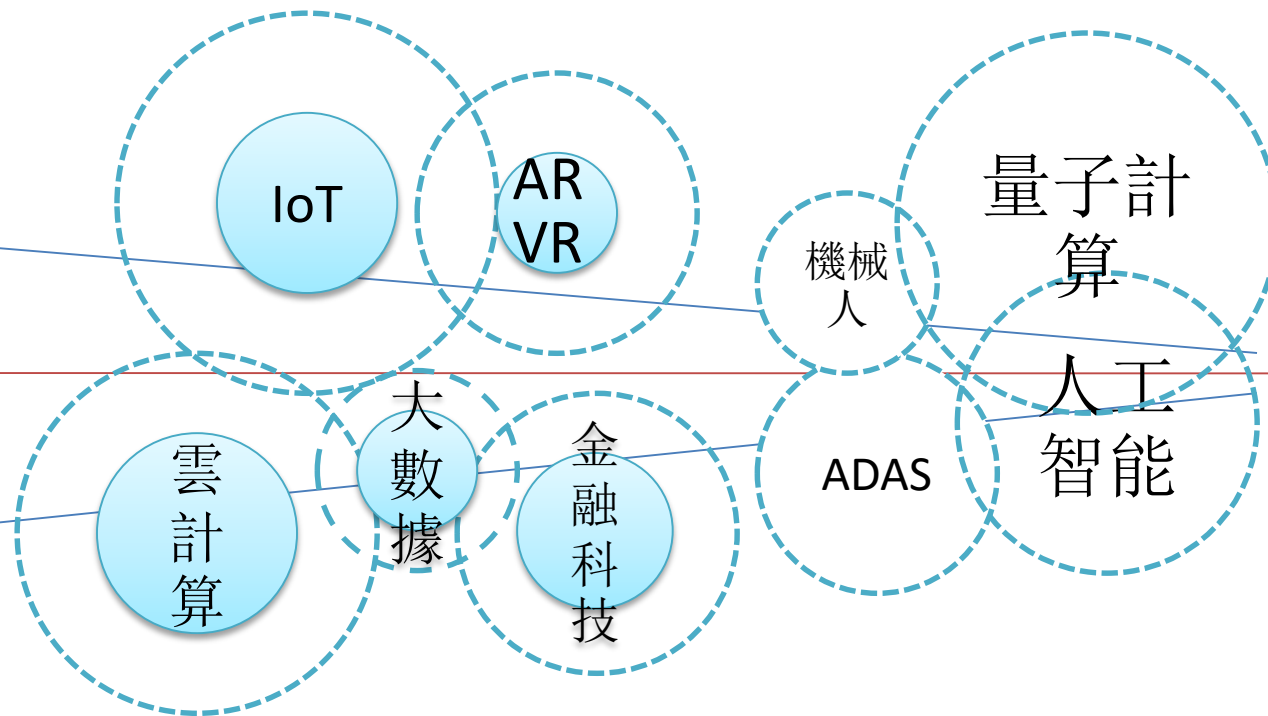 IoT
AR
VR
機械
人
量子計
算
雲
計
算
大
數
據
金
融
科
技
ADAS
人工
智能